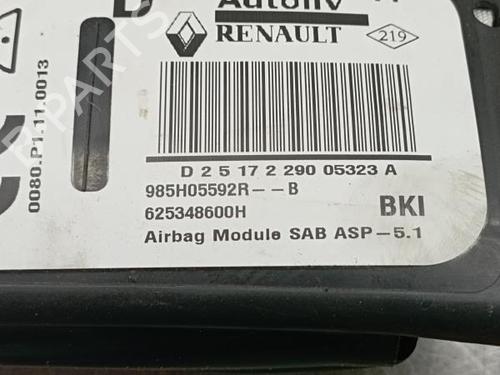 Autoliv
RENAULT
219
0080.P1.11.0013
D 2 5 17 2 290 05323 A
985H05592R--B
625348600H
BKI
Airbag Module SAB ASP-5.1